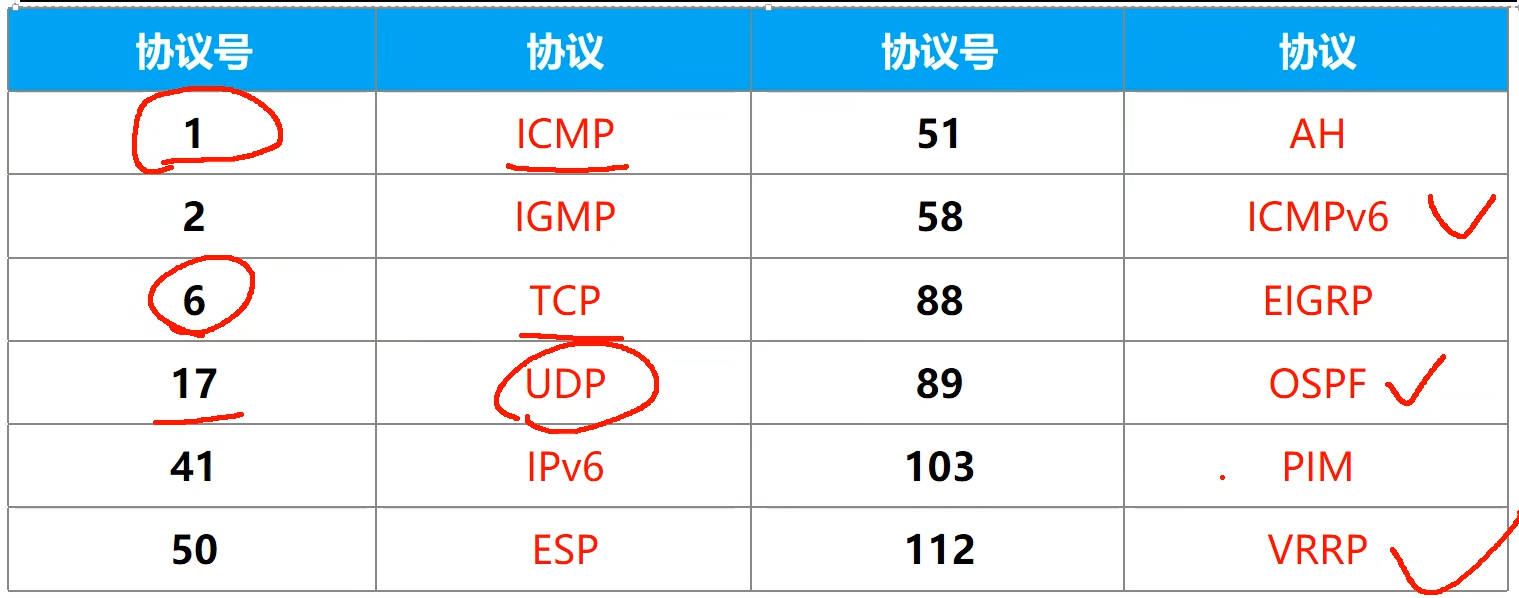 协议号 协议 协议号 协议
1 ICMP 51 AH
2 IGMP 58 ICMPv6
6 TCP 88 EIGRP
17 UDP 89 OSPF
41 IPv6 103 PIM
50 ESP 112 VRRP